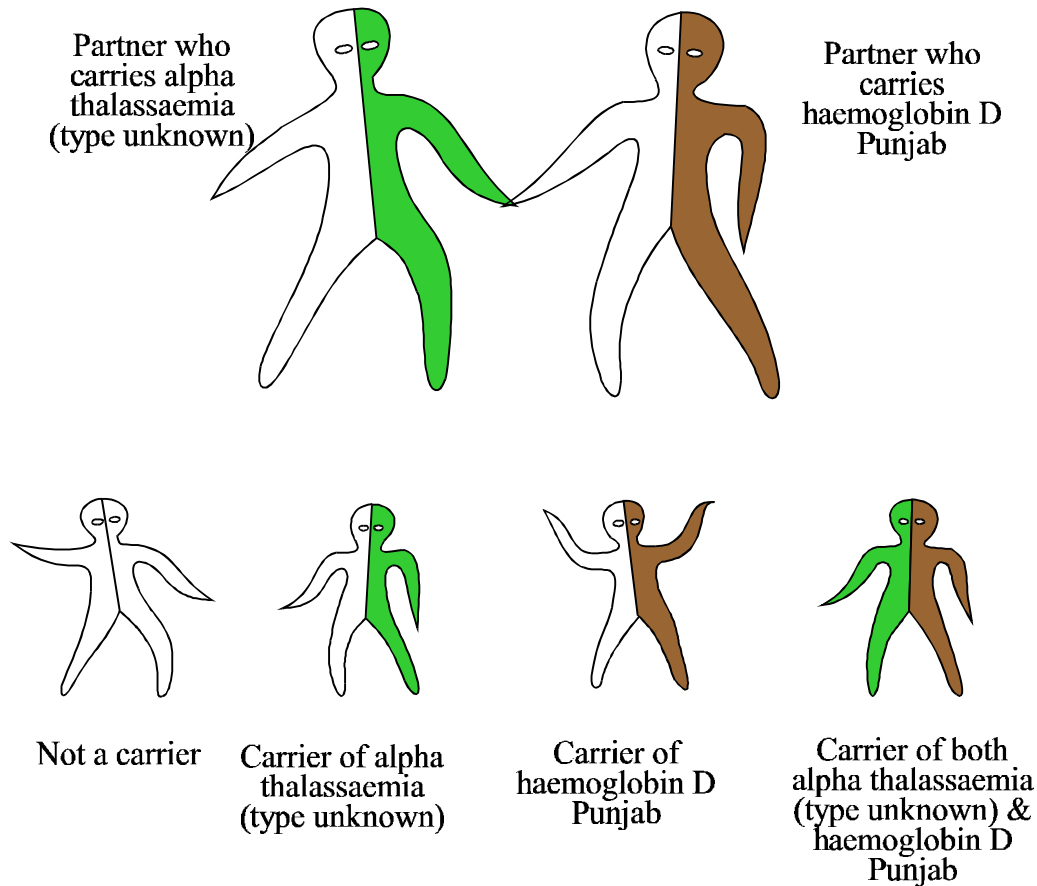 Partner who
carries alpha
thalassaemia
(type unknown)
Partner who
carries
haemoglobin D
Punjab
Not a carrier
Carrier of alpha
thalassaemia
(type unknown)
Carrier of
haemoglobin D
Punjab
Carrier of both
alpha thalassaemia
(type unknown) &
haemoglobin D
Punjab